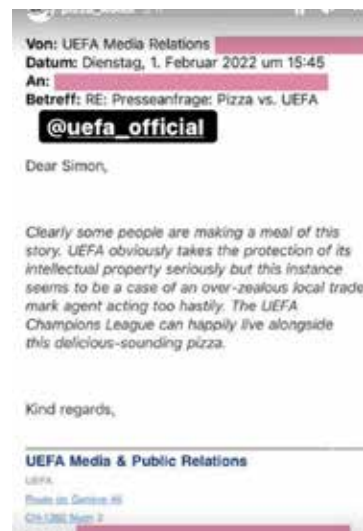 Von: UEFA Media Relations
Datum: Dienstag, 1. Februar 2022 um 15:45
An:
Betreff: RE: Presseanfrage: Pizza vs. UEFA
@uefa_official
Dear Simon,
Clearly some people are making a meal of this
story. UEFA obviously takes the protection of its
intellectual property seriously but this instance
seems to be a case of an over-zealous local trade
mark agent acting too hastily. The UEFA
Champions League can happily live alongside
this delicious-sounding pizza.
Kind regards,
UEFA Media & Public Relations
UEFA
Route de Genève 46